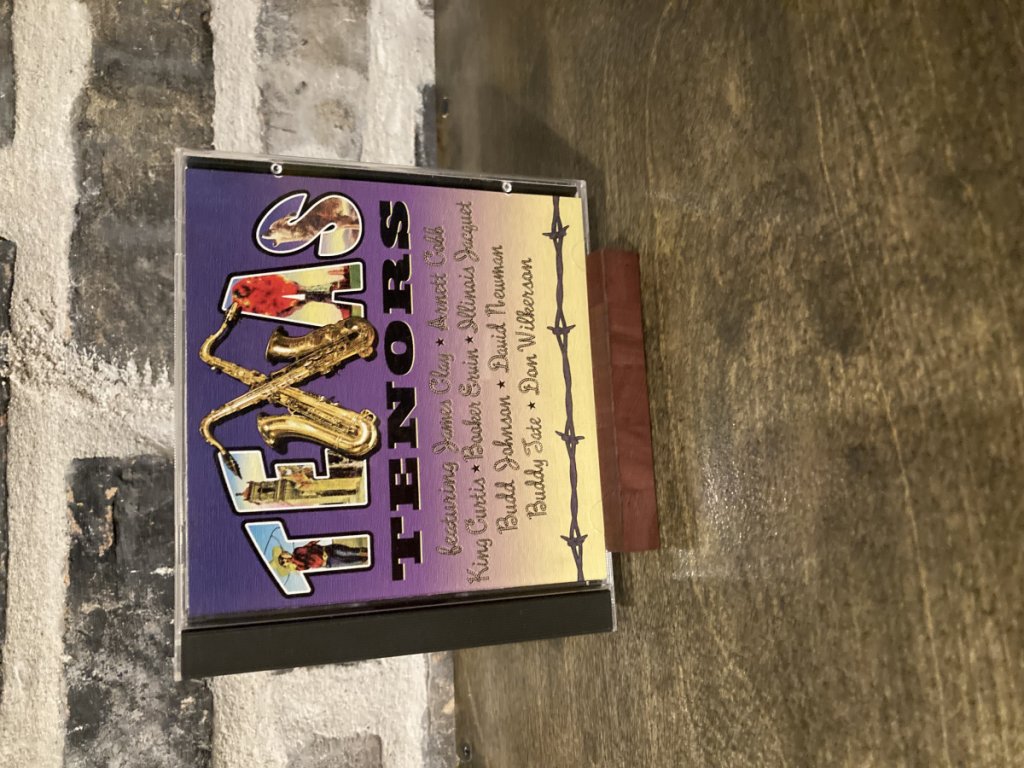 TEXAS
TENORS
featuring James Clay ★ Arnett Cobb
King Curtis ★ Booker Ervin ★ Illinois Jacquet
Budd Johnson ★ David Newman
Buddy Tate ★ Don Wilkerson